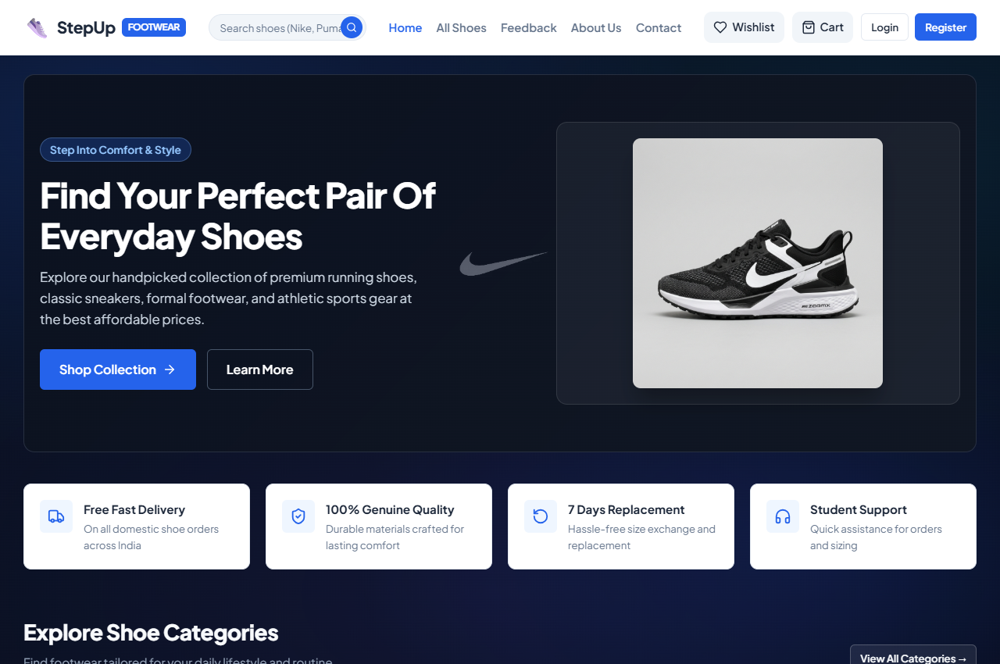 StepUp FOOTWEAR
Search shoes (Nike, Puma
Home
All Shoes
Feedback
About Us
Contact
Wishlist
Cart
Login
Register
Step Into Comfort & Style
Find Your Perfect Pair Of
Everyday Shoes
Explore our handpicked collection of premium running shoes,
classic sneakers, formal footwear, and athletic sports gear at
the best affordable prices.
Shop Collection →
Learn More
ZOOMX
Free Fast Delivery
On all domestic shoe orders
across India
100% Genuine Quality
Durable materials crafted for
lasting comfort
7 Days Replacement
Hassle-free size exchange and
replacement
Student Support
Quick assistance for orders
and sizing
Explore Shoe Categories
Find footwear tailored for your daily lifestyle and routine
View All Categories →